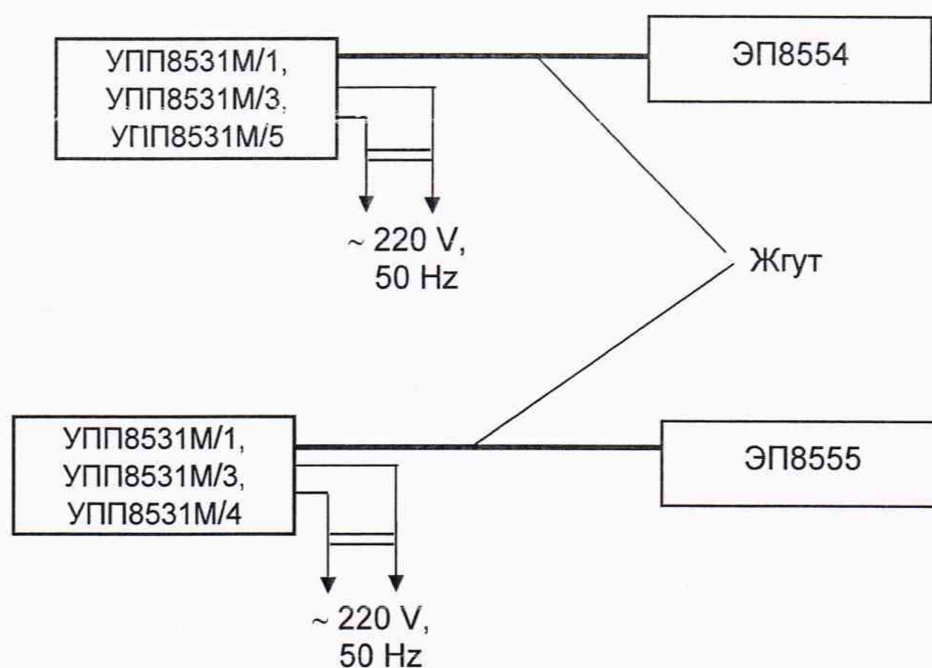 УПП8531М/1,
УПП8531М/3,
УПП8531М/5
ЭП8554
~ 220 V,
50 Hz
Жгут
УПП8531М/1,
УПП8531М/3,
УПП8531М/4
ЭП8555
~ 220 V,
50 Hz